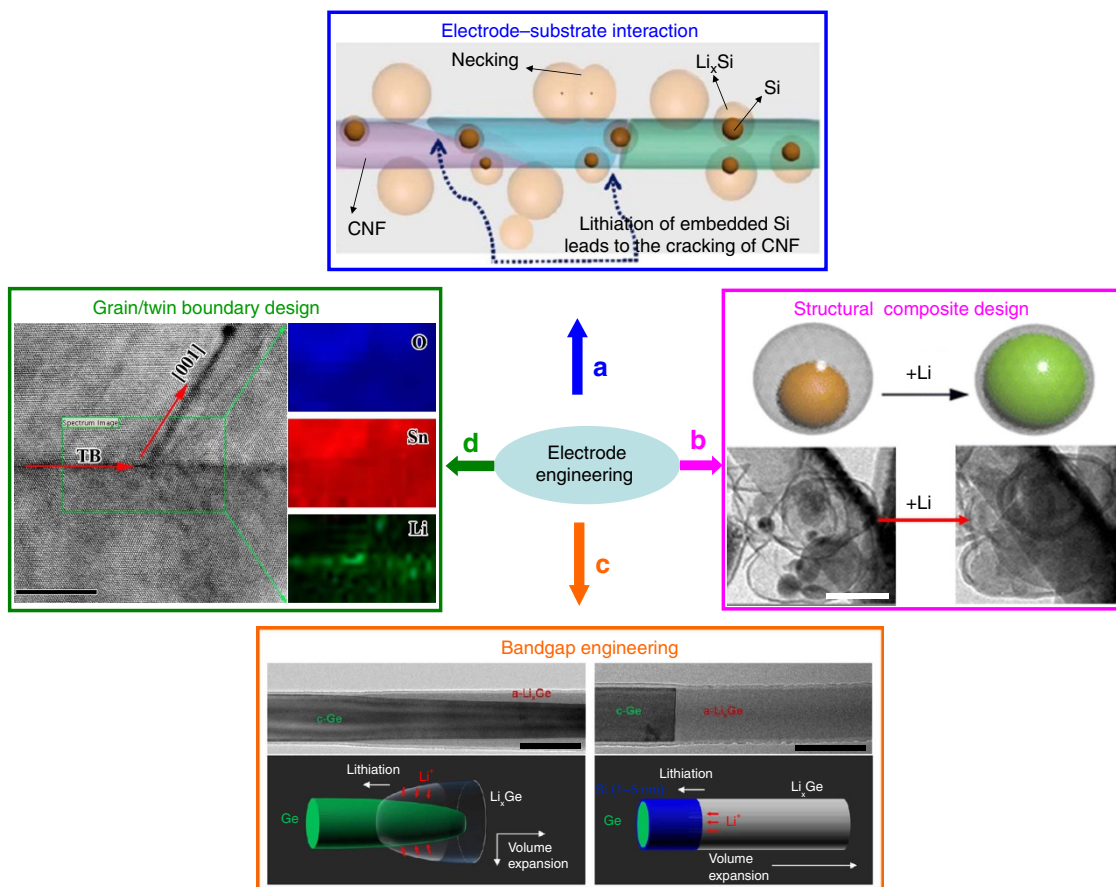 Electrode–substrate interaction
Necking
LixSi
Si
CNF
Lithiation of embedded Si
leads to the cracking of CNF
Grain/twin boundary design
[001]
Spectrum Image
TB
O
Sn
Li
Structural composite design
+Li
+Li
a
b
c
d
Electrode
engineering
Bandgap engineering
c-Ge
a-LixGe
c-Ge
a-LixGe
Lithiation
Li+
LixGe
Ge
Volume
expansion
Lithiation
Si
LixGe
Ge
Li+
Volume
expansion